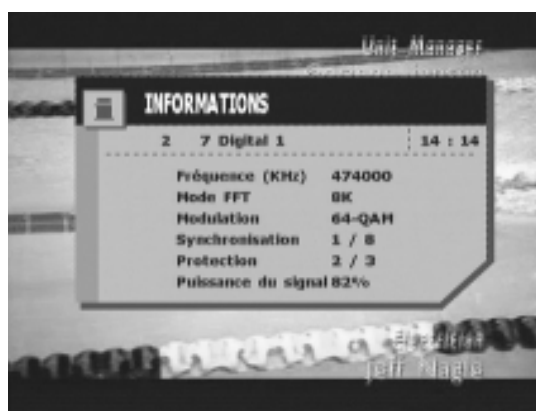 Unit Manager
INFORMATIONS
2 7 Digital 1 14 : 14
Fréquence (KHz) 474000
Mode FFT 8K
Modulation 64-QAM
Synchronisation 1 / 8
Protection 2 / 3
Puissance du signal 82%
Jeff Nagle